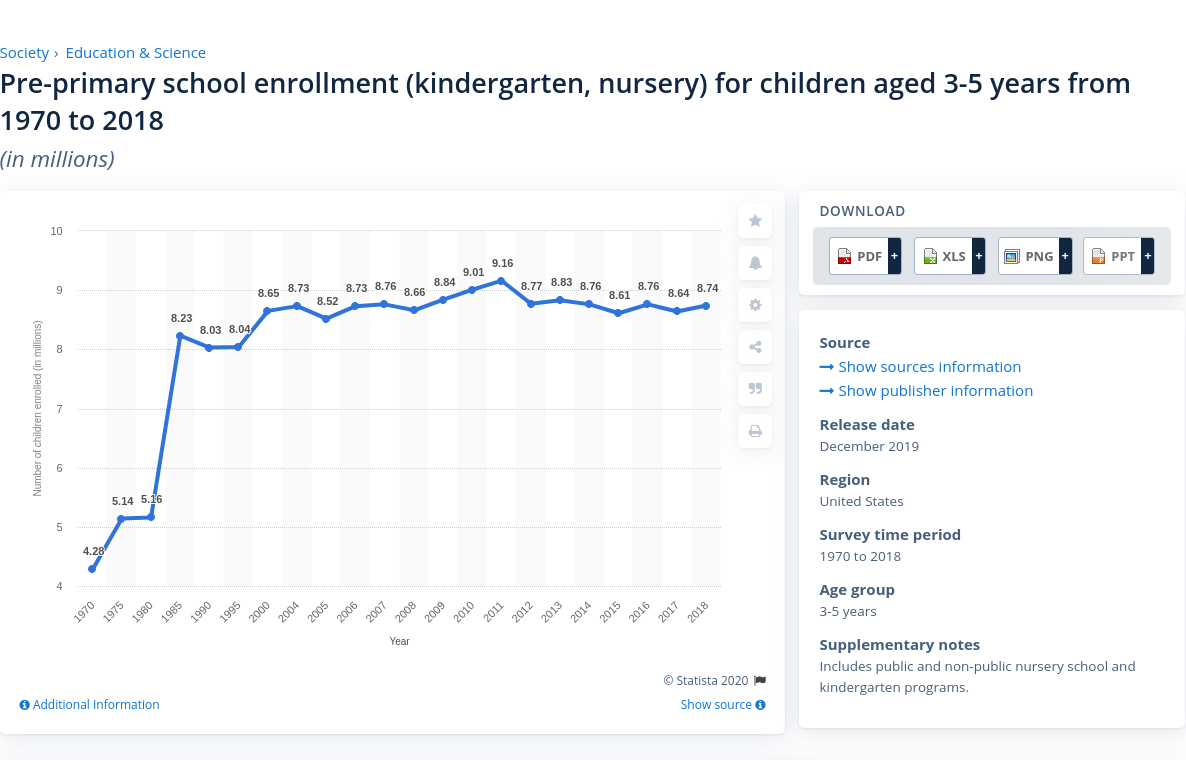 Society › Education & Science
Pre-primary school enrollment (kindergarten, nursery) for children aged 3-5 years from
1970 to 2018
(in millions)
Number of children enrolled (in millions)
10
9
8
7
6
5
4
4.28
5.14
5.16
8.23
8.03
8.04
8.65
8.73
8.52
8.73
8.76
8.66
8.84
9.01
9.16
8.77
8.83
8.76
8.61
8.76
8.64
8.74
1970 1975 1980 1985 1990 1995 2000 2004 2005 2006 2007 2008 2009 2010 2011 2012 2013 2014 2015 2016 2017 2018
Year
© Statista 2020
Additional Information
Show source
DOWNLOAD
PDF + XLS + PNG + PPT +
Source
Show sources information
Show publisher information
Release date
December 2019
Region
United States
Survey time period
1970 to 2018
Age group
3-5 years
Supplementary notes
Includes public and non-public nursery school and
kindergarten programs.